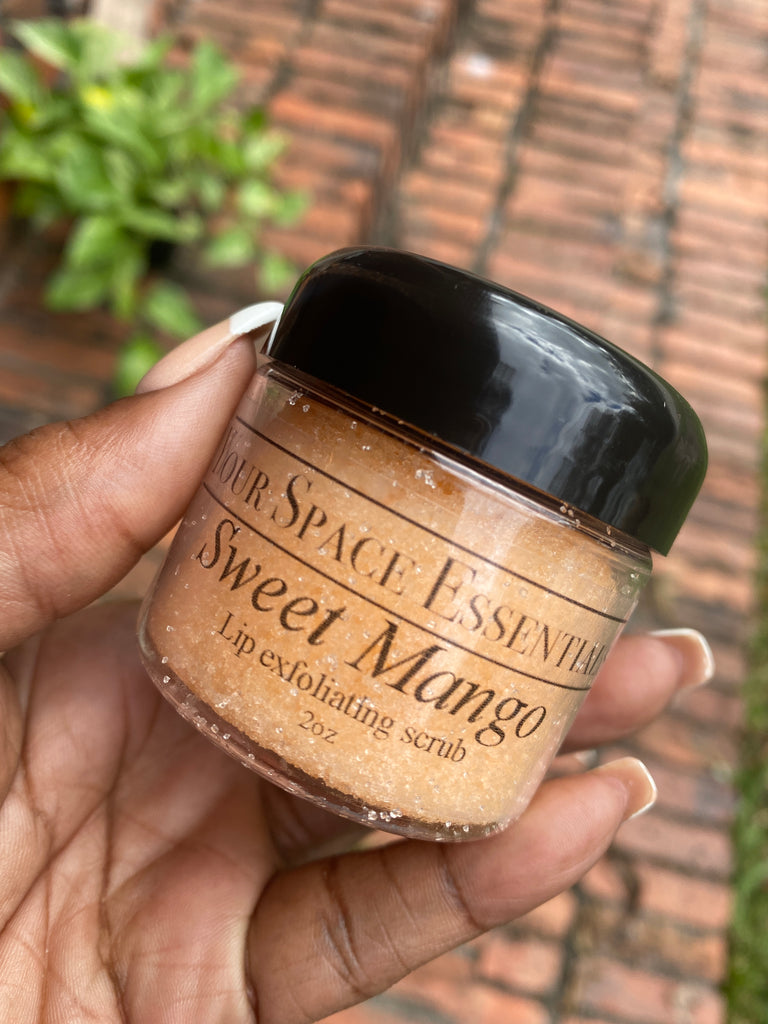 YOUR SPACE ESSENTIAL
Sweet Mango
Lip exfoliating scrub
2oz